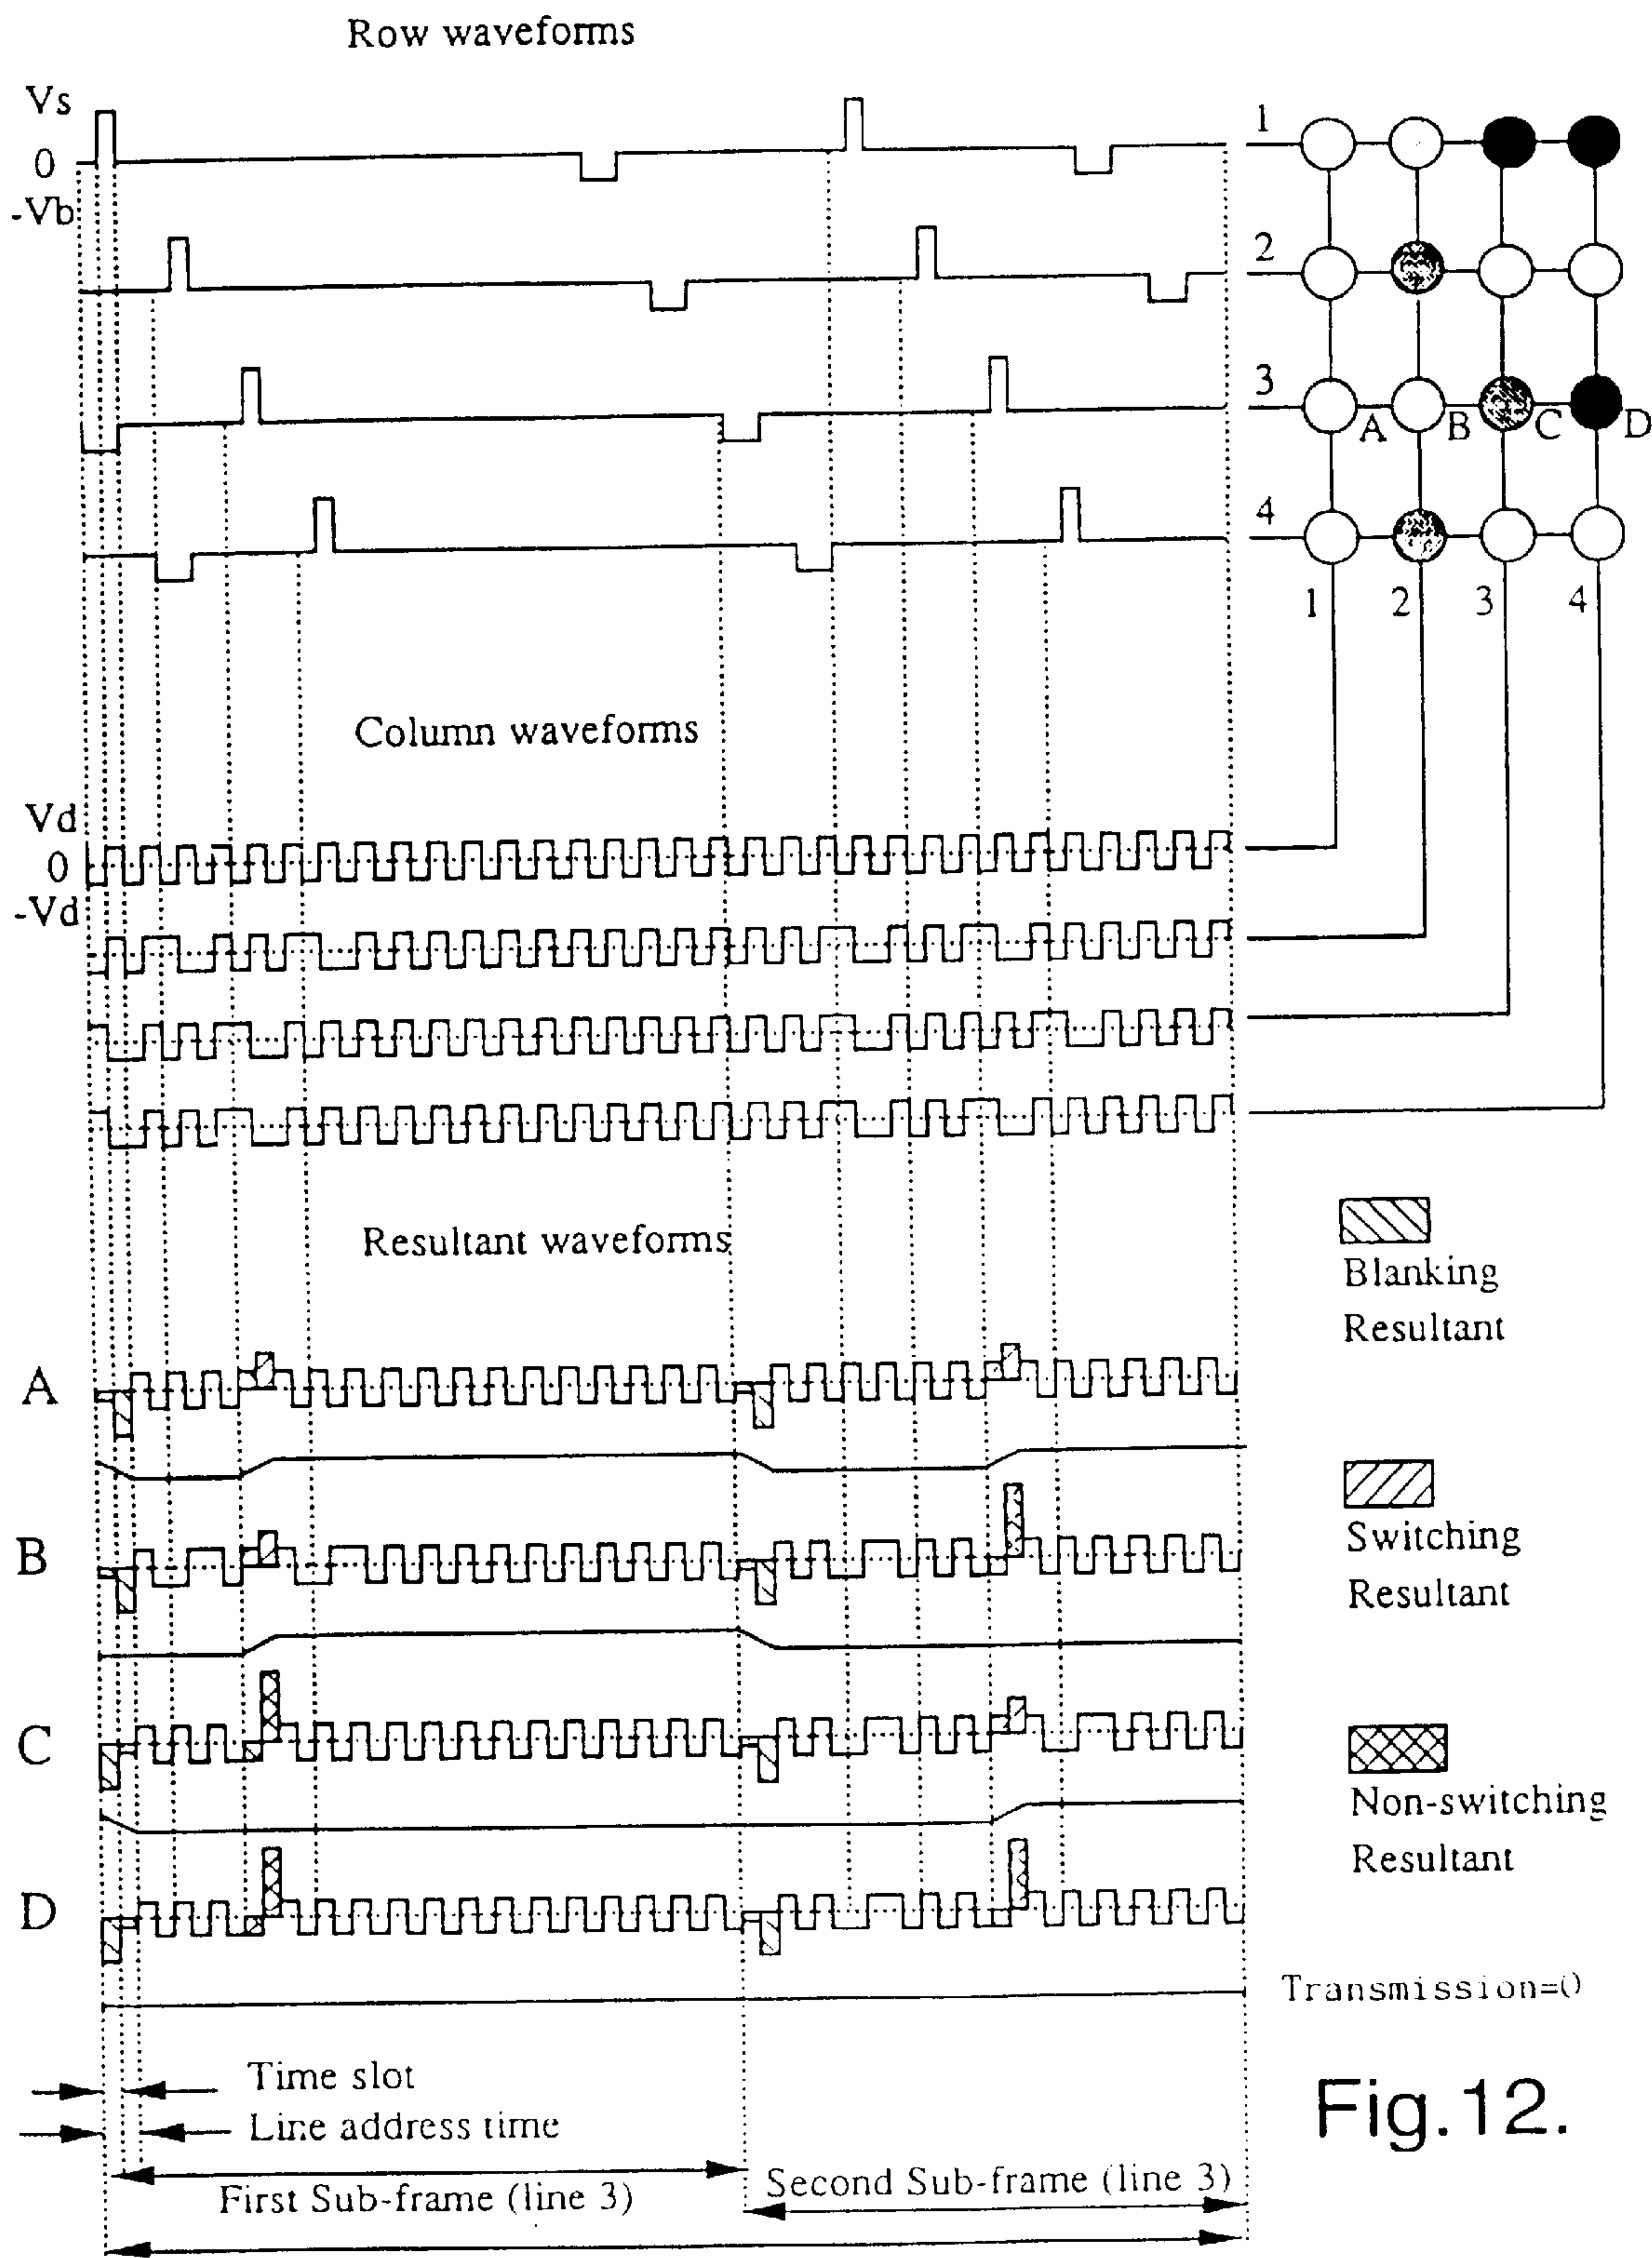 Row waveforms
Vs
0
-Vb
1
2
3
A B C D
4
1 2 3 4
Column waveforms
Vd
0
-Vd
Resultant waveforms
Blanking
Resultant
A
Switching
Resultant
B
C
Non-switching
Resultant
D
Transmission=0
Time slot
Line address time
First Sub-frame (line 3)
Second Sub-frame (line 3)
Fig.12.